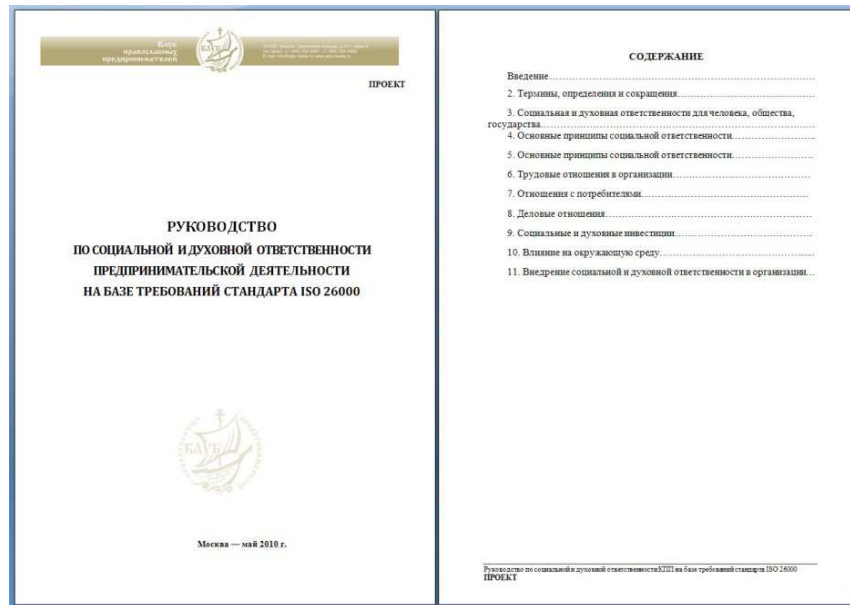 Клуб
православных
предпринимателей
КЛУБ
ПРОЕКТ
РУКОВОДСТВО
ПО СОЦИАЛЬНОЙ И ДУХОВНОЙ ОТВЕТСТВЕННОСТИ
ПРЕДПРИНИМАТЕЛЬСКОЙ ДЕЯТЕЛЬНОСТИ
НА БАЗЕ ТРЕБОВАНИЙ СТАНДАРТА ISO 26000
КЛУБ
Москва — май 2010 г.
СОДЕРЖАНИЕ
Введение
2. Термины, определения и сокращения
3. Социальная и духовная ответственности для человека, общества,
государства
4. Основные принципы социальной ответственности
5. Основные принципы социальной ответственности
6. Трудовые отношения в организации
7. Отношения с потребителями
8. Деловые отношения
9. Социальные и духовные инвестиции
10. Влияние на окружающую среду
11. Внедрение социальной и духовной ответственности в организации
Руководство по социальной и духовной ответственности КПП на базе требований стандарта ISO 26000
ПРОЕКТ